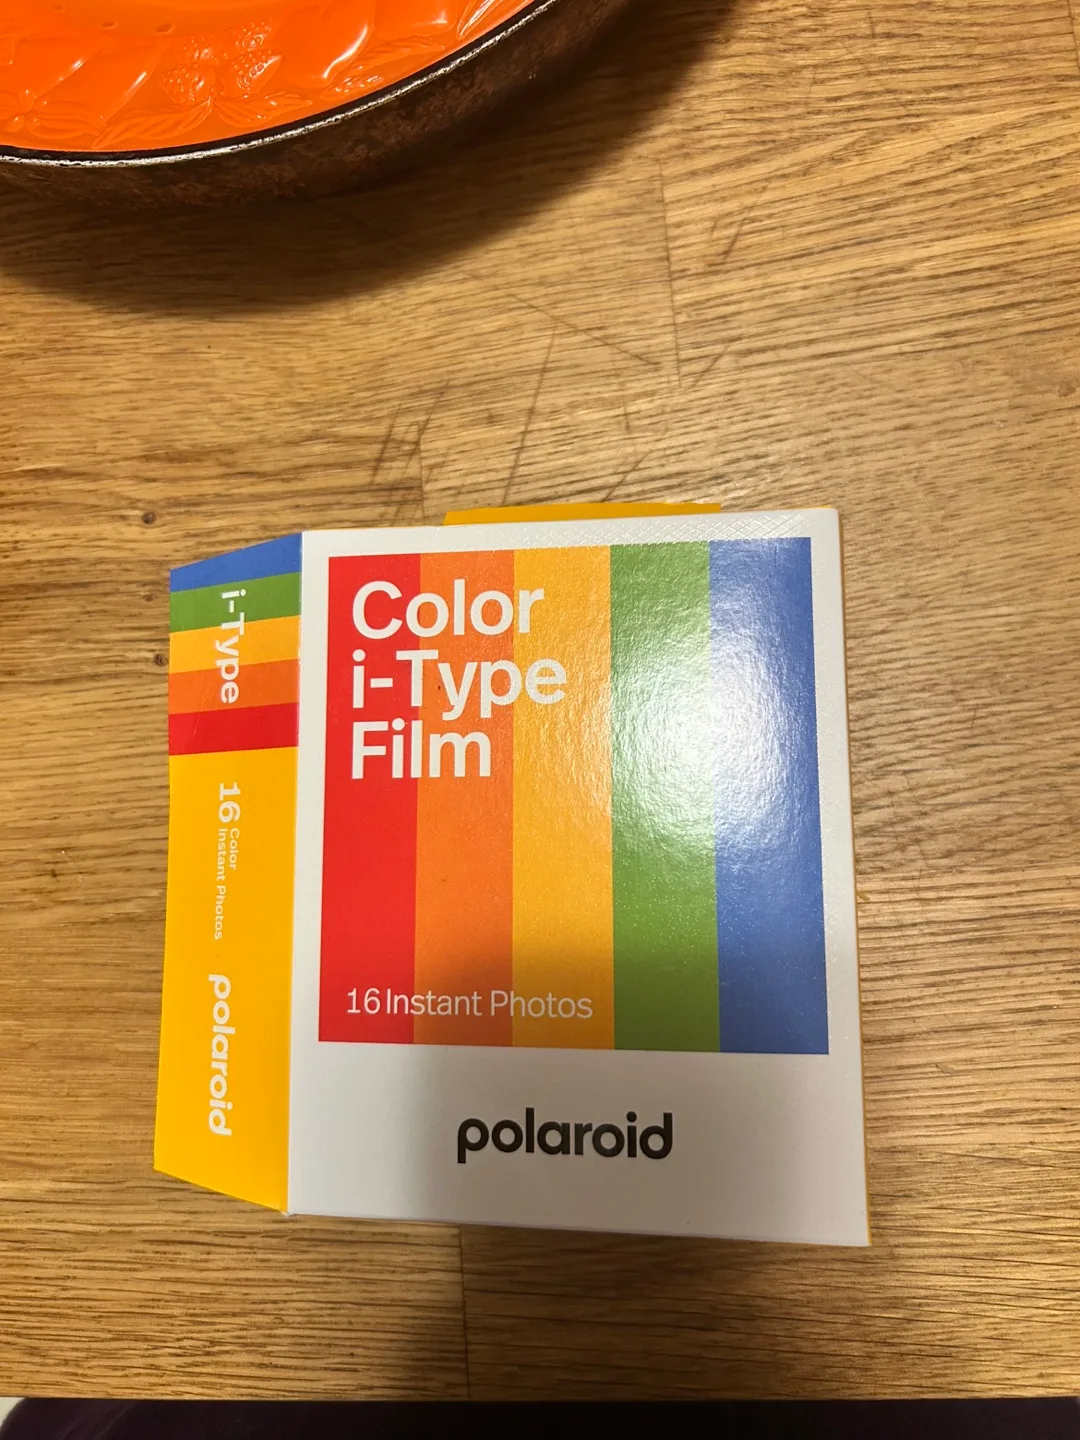 Color
i-Type
Film
16 Instant Photos
polaroid
i-Type
16 Color
Instant Photos
polaroid